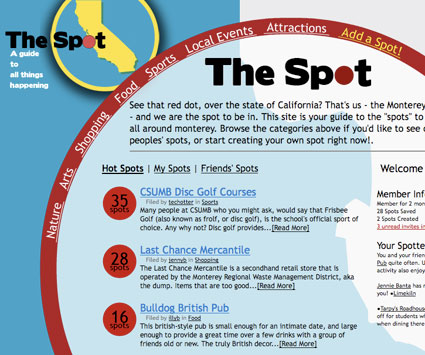 The Spot
A guide
to
all things
happening
Nature
Arts
Shopping
Food
Sports
Local Events
Attractions
Add a Spot!
The Spot
See that red dot, over the state of California? That's us - the Monterey
- and we are the spot to be in. This site is your guide to the "spots" to
all around monterey. Browse the categories above if you'd like to see o
peoples' spots, or start creating your own spot right now!.
Hot Spots | My Spots | Friends' Spots
35
spots
CSUMB Disc Golf Courses
Filed by techotter in Sports
Many people at CSUMB who you might ask, would say that Frisbee
Golf (also known as frolf, or disc golf), is the school's official sport of
choice. Any why not? Disc golf provides...[Read More]
28
spots
Last Chance Mercantile
Filed by jennyb in Shopping
The Last Chance Mercantile is a secondhand retail store that is
operated by the Monterey Regional Waste Management District, aka
the dump. items that are too good...[Read More]
16
spots
Bulldog British Pub
Filed by illyb in Food
This british-style pub is small enough for an intimate date, and large
enough to provide a great time over a few drinks with a group of
friends old or new. The truly British decor...[Read More]
Welcome
Member Info
Member for 2 mon
28 Spots Saved
2 Spots Created
3 unread invites in
Your Spotte
You and your frien
Pub quite often. U
activity also enjoye
Jennie Banta has r
you! •Limekiln
•Tarpy's Roadhous
off for students wh
when dining there